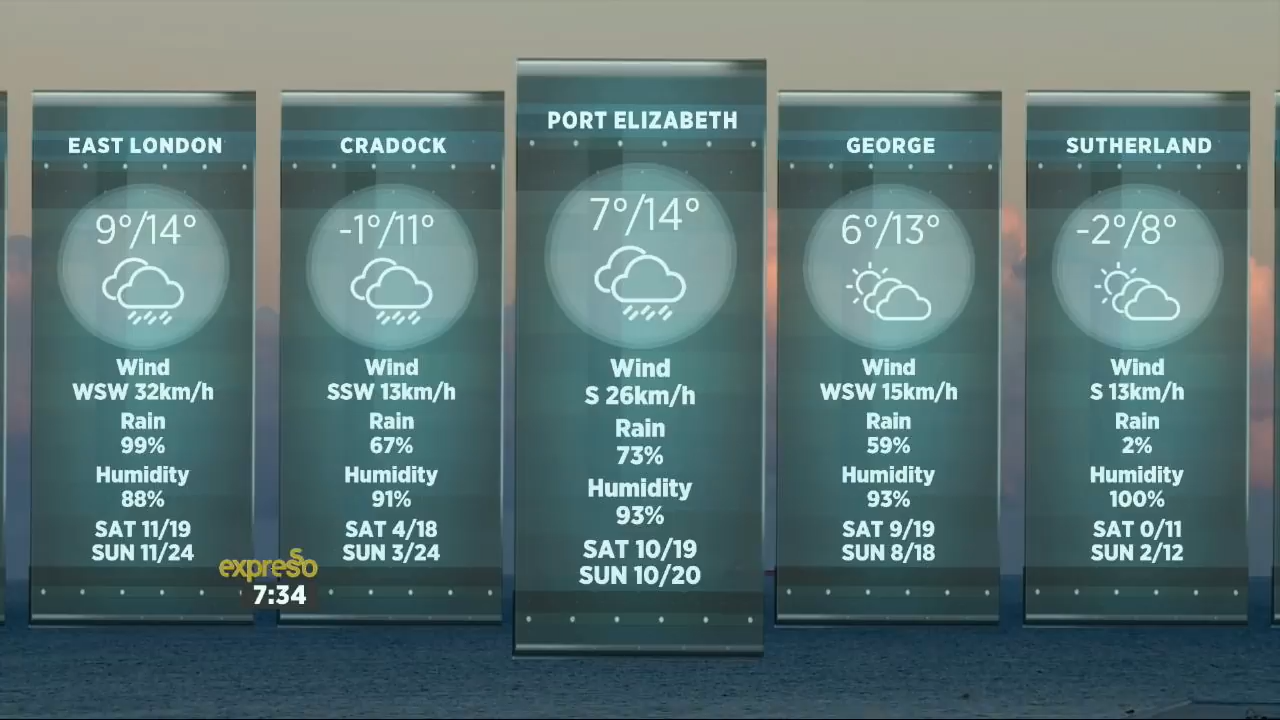 EAST LONDON
9°/14°
Wind
WSW 32km/h
Rain
99%
Humidity
88%
SAT 11/19
SUN 11/24
CRADOCK
-1°/11°
Wind
SSW 13km/h
Rain
67%
Humidity
91%
SAT 4/18
SUN 3/24
PORT ELIZABETH
7°/14°
Wind
S 26km/h
Rain
73%
Humidity
93%
SAT 10/19
SUN 10/20
GEORGE
6°/13°
Wind
WSW 15km/h
Rain
59%
Humidity
93%
SAT 9/19
SUN 8/18
SUTHERLAND
-2°/8°
Wind
S 13km/h
Rain
2%
Humidity
100%
SAT 0/11
SUN 2/12
expresso
7:34